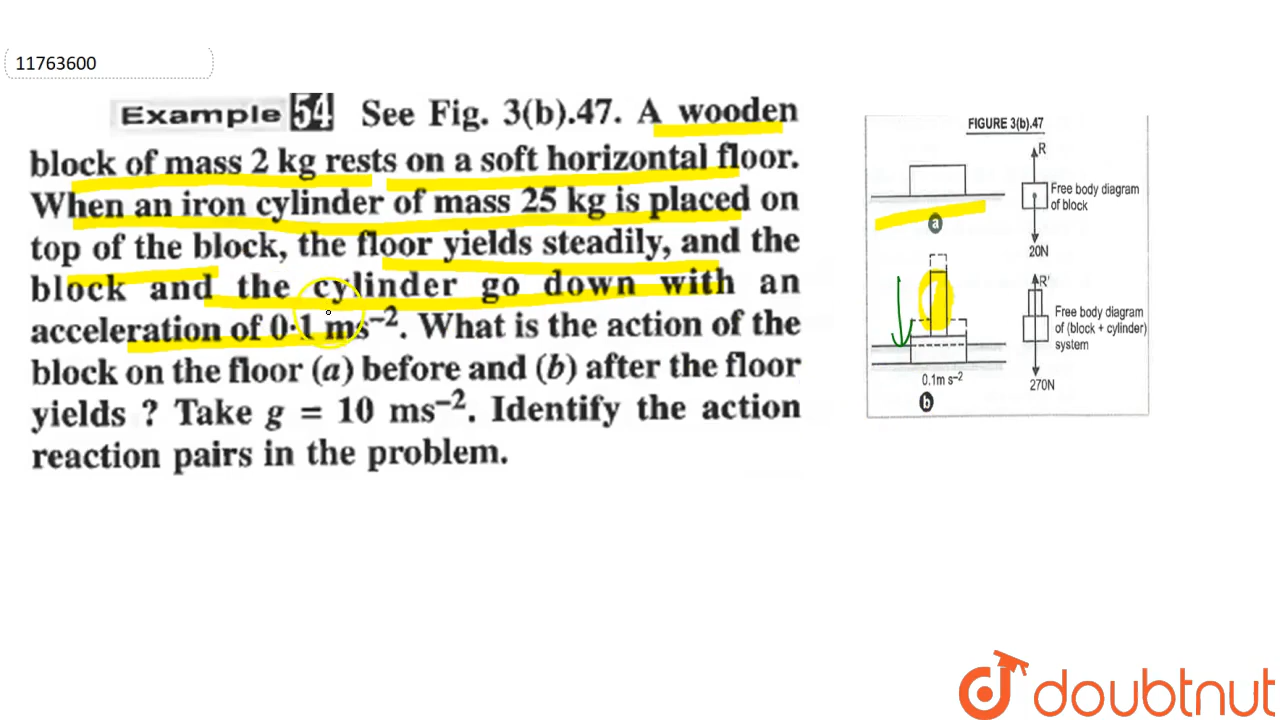 11763600
Example 54 See Fig. 3(b).47. A wooden
block of mass 2 kg rests on a soft horizontal floor.
When an iron cylinder of mass 25 kg is placed on
top of the block, the floor yields steadily, and the
block and the cylinder go down with an
acceleration of 0·1 ms⁻². What is the action of the
block on the floor (a) before and (b) after the floor
yields ? Take g = 10 ms⁻². Identify the action
reaction pairs in the problem.
FIGURE 3(b).47
R
Free body diagram
of block
a
20N
R'
Free body diagram
of (block + cylinder)
system
0.1m s⁻²
270N
b
doubtnut